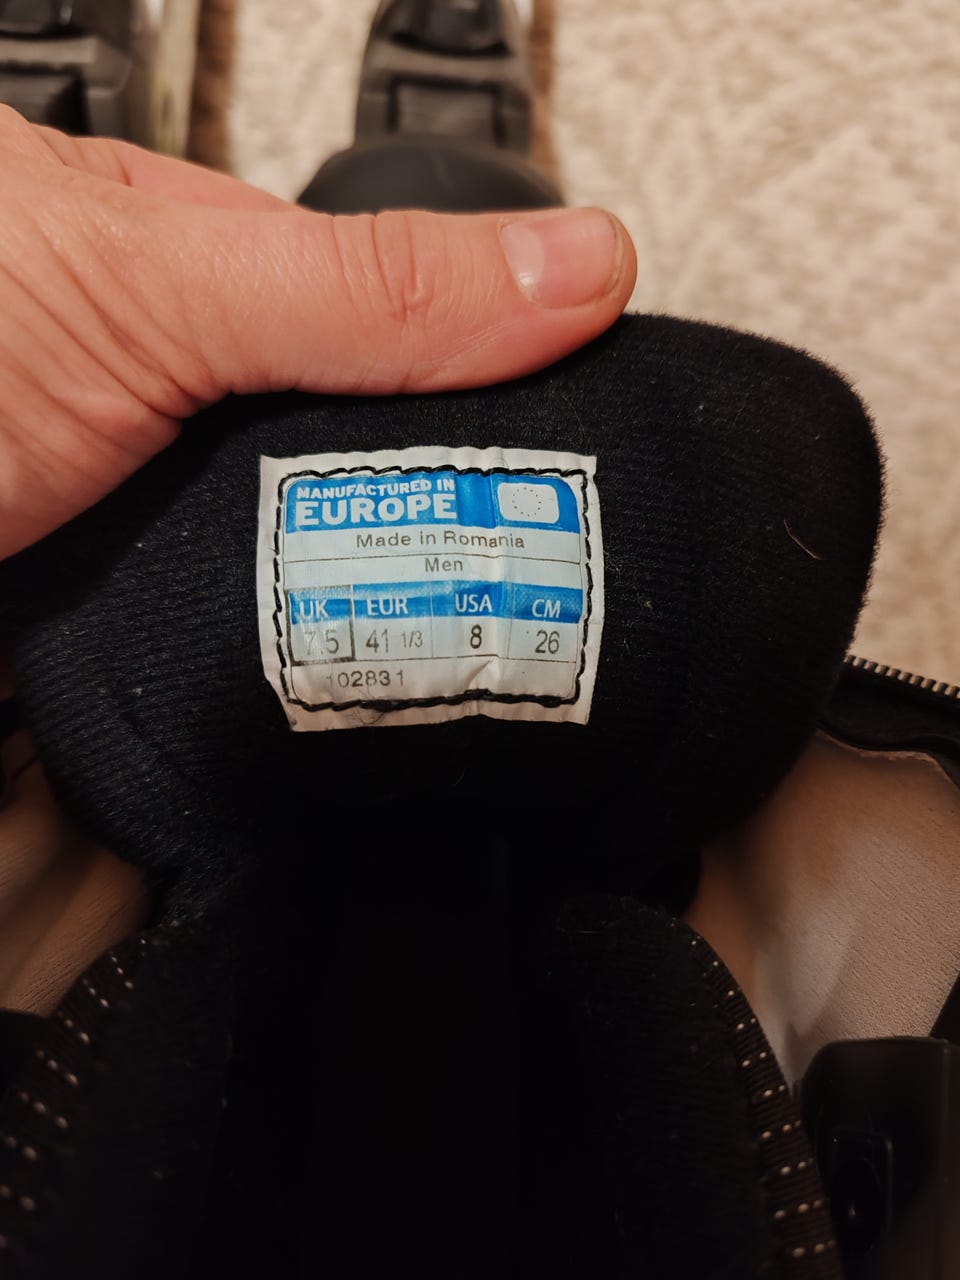 MANUFACTURED IN
EUROPE
Made in Romania
Men
UK EUR USA CM
7.5 41 1/3 8 26
102831